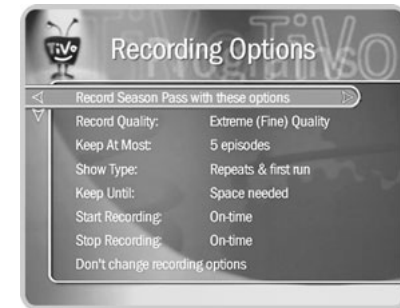 TiVo
Recording Options
Record Season Pass with these options
Record Quality: Extreme (Fine) Quality
Keep At Most: 5 episodes
Show Type: Repeats & first run
Keep Until: Space needed
Start Recording: On-time
Stop Recording: On-time
Don't change recording options